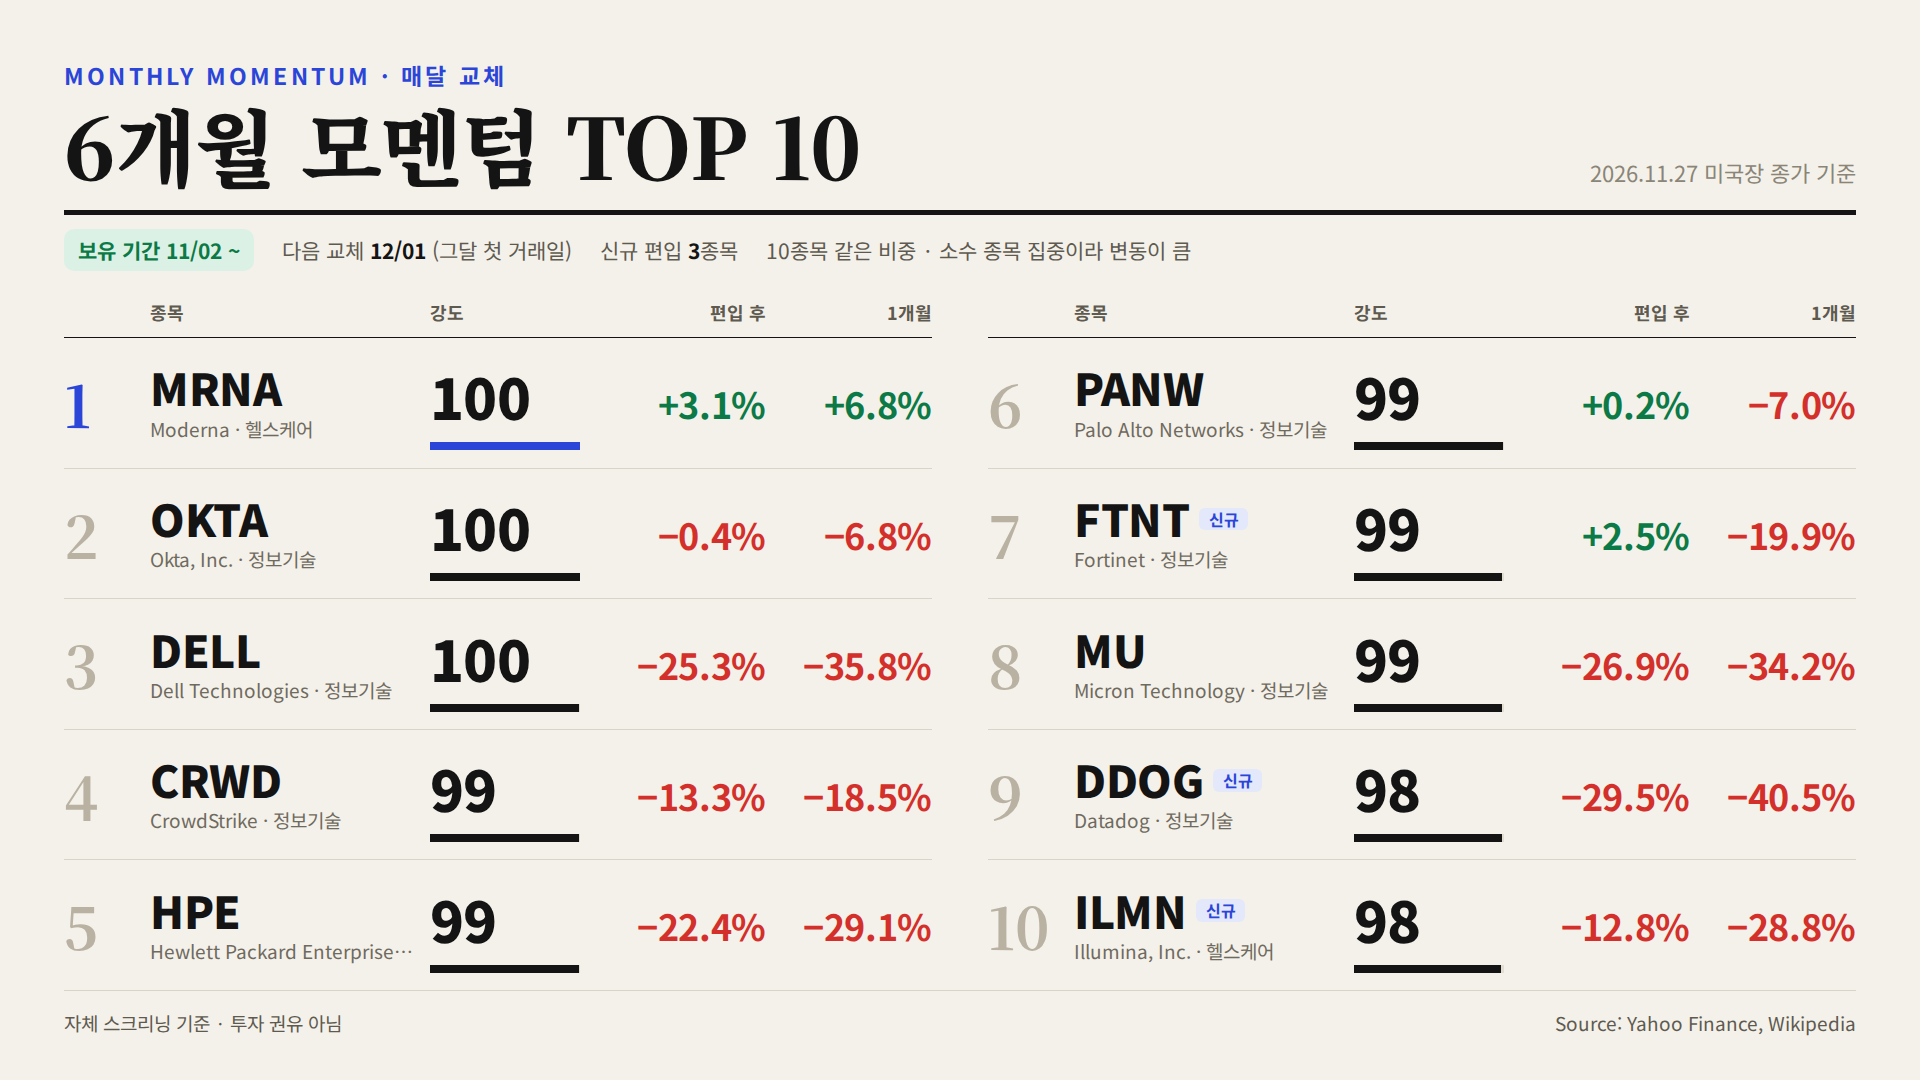 MONTHLY MOMENTUM · 매달 교체
6개월 모멘텀 TOP 10
2026.11.27 미국장 종가 기준
보유 기간 11/02 ~ 다음 교체 12/01 (그달 첫 거래일) 신규 편입 3종목 10종목 같은 비중 · 소수 종목 집중이라 변동이 큼
종목 강도 편입 후 1개월
1 MRNA 100 +3.1% +6.8%
Moderna · 헬스케어
2 OKTA 100 −0.4% −6.8%
Okta, Inc. · 정보기술
3 DELL 100 −25.3% −35.8%
Dell Technologies · 정보기술
4 CRWD 99 −13.3% −18.5%
CrowdStrike · 정보기술
5 HPE 99 −22.4% −29.1%
Hewlett Packard Enterprise…
종목 강도 편입 후 1개월
6 PANW 99 +0.2% −7.0%
Palo Alto Networks · 정보기술
7 FTNT 신규 99 +2.5% −19.9%
Fortinet · 정보기술
8 MU 99 −26.9% −34.2%
Micron Technology · 정보기술
9 DDOG 신규 98 −29.5% −40.5%
Datadog · 정보기술
10 ILMN 신규 98 −12.8% −28.8%
Illumina, Inc. · 헬스케어
자체 스크리닝 기준 · 투자 권유 아님
Source: Yahoo Finance, Wikipedia